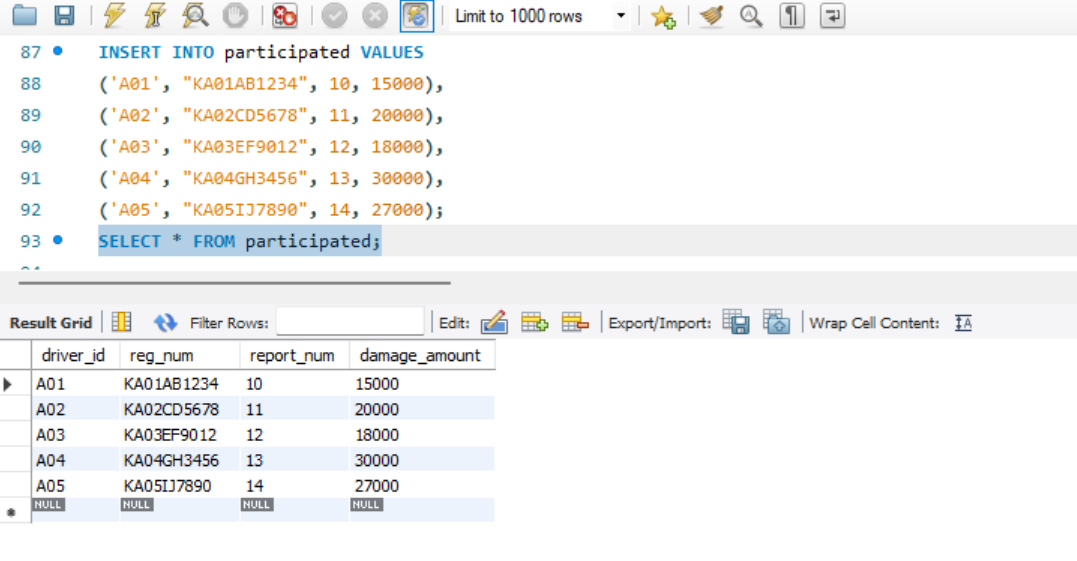 Limit to 1000 rows
87 INSERT INTO participated VALUES
88 ('A01', "KA01AB1234", 10, 15000),
89 ('A02', "KA02CD5678", 11, 20000),
90 ('A03', "KA03EF9012", 12, 18000),
91 ('A04', "KA04GH3456", 13, 30000),
92 ('A05', "KA05IJ7890", 14, 27000);
93 SELECT * FROM participated;
Result Grid Filter Rows: Edit: Export/Import: Wrap Cell Content: IA
driver_id reg_num report_num damage_amount
A01 KA01AB1234 10 15000
A02 KA02CD5678 11 20000
A03 KA03EF9012 12 18000
A04 KA04GH3456 13 30000
A05 KA05IJ7890 14 27000
NULL NULL NULL NULL